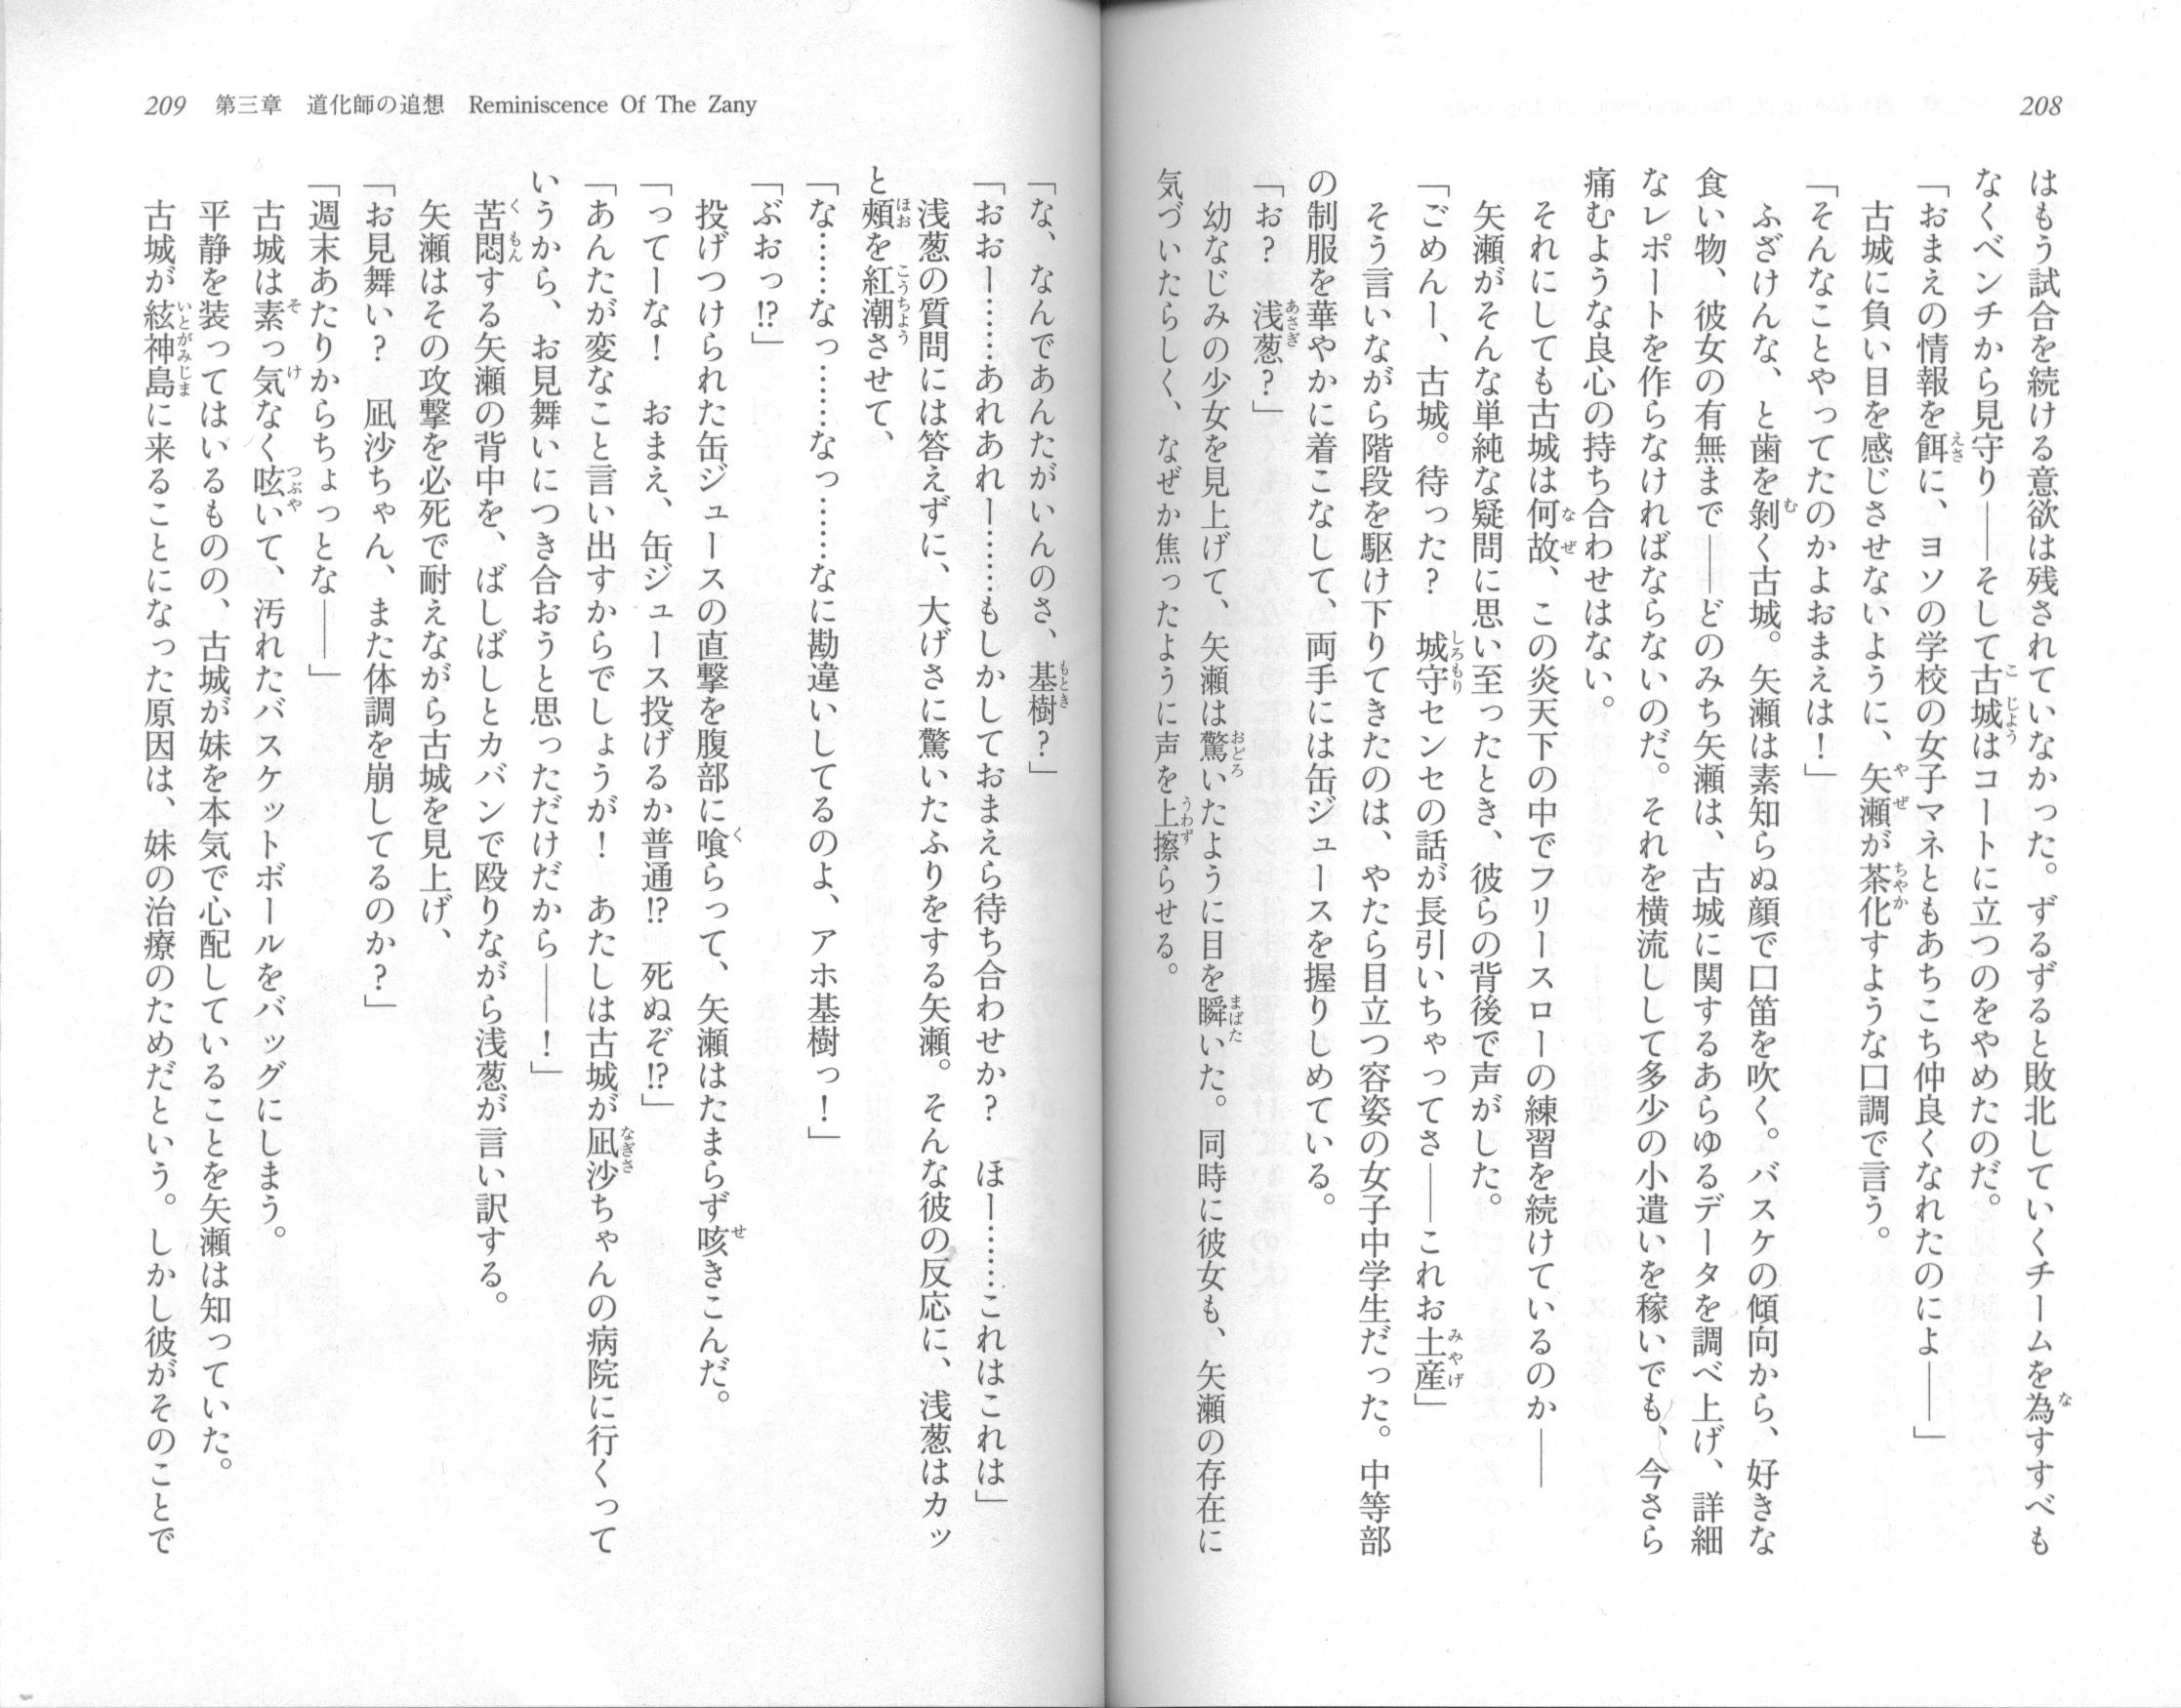 208
はもう試合を続ける意欲は残されていなかった。ずるずると敗北していくチームを為すすべも
なくベンチから見守り――そして古城はコートに立つのをやめたのだ。
「おまえの情報を餌に、ヨソの学校の女子マネともあちこち仲良くなれたのによ――」
古城に負い目を感じさせないように、矢瀬が茶化すような口調で言う。
「そんなことやってたのかよおまえは！」
ふざけんな、と歯を剝く古城。矢瀬は素知らぬ顔で口笛を吹く。バスケの傾向から、好きな
食い物、彼女の有無まで――どのみち矢瀬は、古城に関するあらゆるデータを調べ上げ、詳細
なレポートを作らなければならないのだ。それを横流しして多少の小遣いを稼いでも、今さら
痛むような良心の持ち合わせはない。
それにしても古城は何故、この炎天下の中でフリースローの練習を続けているのか――
矢瀬がそんな単純な疑問に思い至ったとき、彼らの背後で声がした。
「ごめんー、古城。待った？　城守センセの話が長引いちゃってさ――これお土産」
そう言いながら階段を駆け下りてきたのは、やたら目立つ容姿の女子中学生だった。中等部
の制服を華やかに着こなして、両手には缶ジュースを握りしめている。
「お？　浅葱？」
幼なじみの少女を見上げて、矢瀬は驚いたように目を瞬いた。同時に彼女も、矢瀬の存在に
気づいたらしく、なぜか焦ったように声を上擦らせる。
209　第三章　道化師の追想　Reminiscence Of The Zany
「な、なんであんたがいんのさ、基樹？」
「おおー……あれあれー……もしかしておまえら待ち合わせか？　ほー……これはこれは」
浅葱の質問には答えずに、大げさに驚いたふりをする矢瀬。そんな彼の反応に、浅葱はカッ
と頰を紅潮させて、
「な……なっ……なっ……なに勘違いしてるのよ、アホ基樹っ！」
「ぶおっ!?」
投げつけられた缶ジュースの直撃を腹部に喰らって、矢瀬はたまらず咳きこんだ。
「ってーな！　おまえ、缶ジュース投げるか普通!?　死ぬぞ!?」
「あんたが変なこと言い出すからでしょうが！　あたしは古城が凪沙ちゃんの病院に行くって
いうから、お見舞いにつき合おうと思っただけだから――！」
苦悶する矢瀬の背中を、ばしばしとカバンで殴りながら浅葱が言い訳する。
矢瀬はその攻撃を必死で耐えながら古城を見上げ、
「お見舞い？　凪沙ちゃん、また体調を崩してるのか？」
「週末あたりからちょっとな――」
古城は素っ気なく呟いて、汚れたバスケットボールをバッグにしまう。
平静を装ってはいるものの、古城が妹を本気で心配していることを矢瀬は知っていた。
古城が絃神島に来ることになった原因は、妹の治療のためだという。しかし彼がそのことで